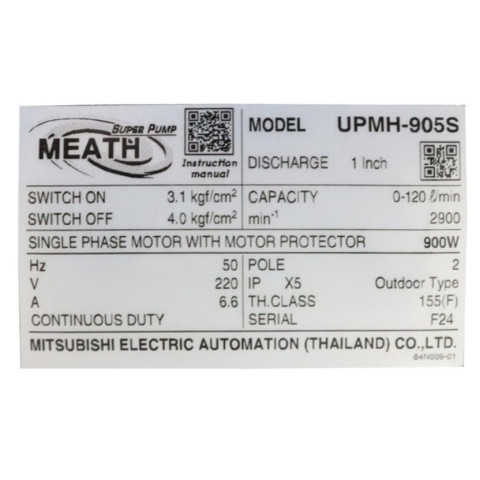 SUPER PUMP
MEATH
Instruction
manual
MODEL UPMH-905S
DISCHARGE 1 Inch
SWITCH ON 3.1 kgf/cm²
CAPACITY 0-120 ℓ/min
SWITCH OFF 4.0 kgf/cm²
min⁻¹ 2900
SINGLE PHASE MOTOR WITH MOTOR PROTECTOR 900W
Hz 50
POLE 2
V 220
IP X5 Outdoor Type
A 6.6
TH.CLASS 155(F)
CONTINUOUS DUTY
SERIAL F24
MITSUBISHI ELECTRIC AUTOMATION (THAILAND) CO.,LTD.
84N009-01